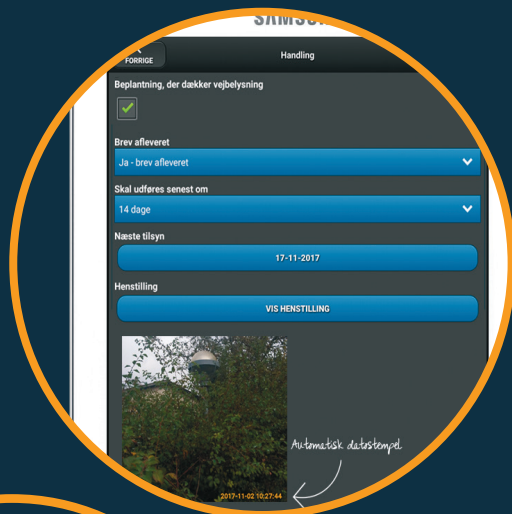 SAMSUN
FORRIGE
Handling
Beplantning, der dækker vejbelysning
Brev afleveret
Ja - brev afleveret
Skal udføres senest om
14 dage
Næste tilsyn
17-11-2017
Henstilling
VIS HENSTILLING
Automatisk datostempel
2017-11-02 10:27:44